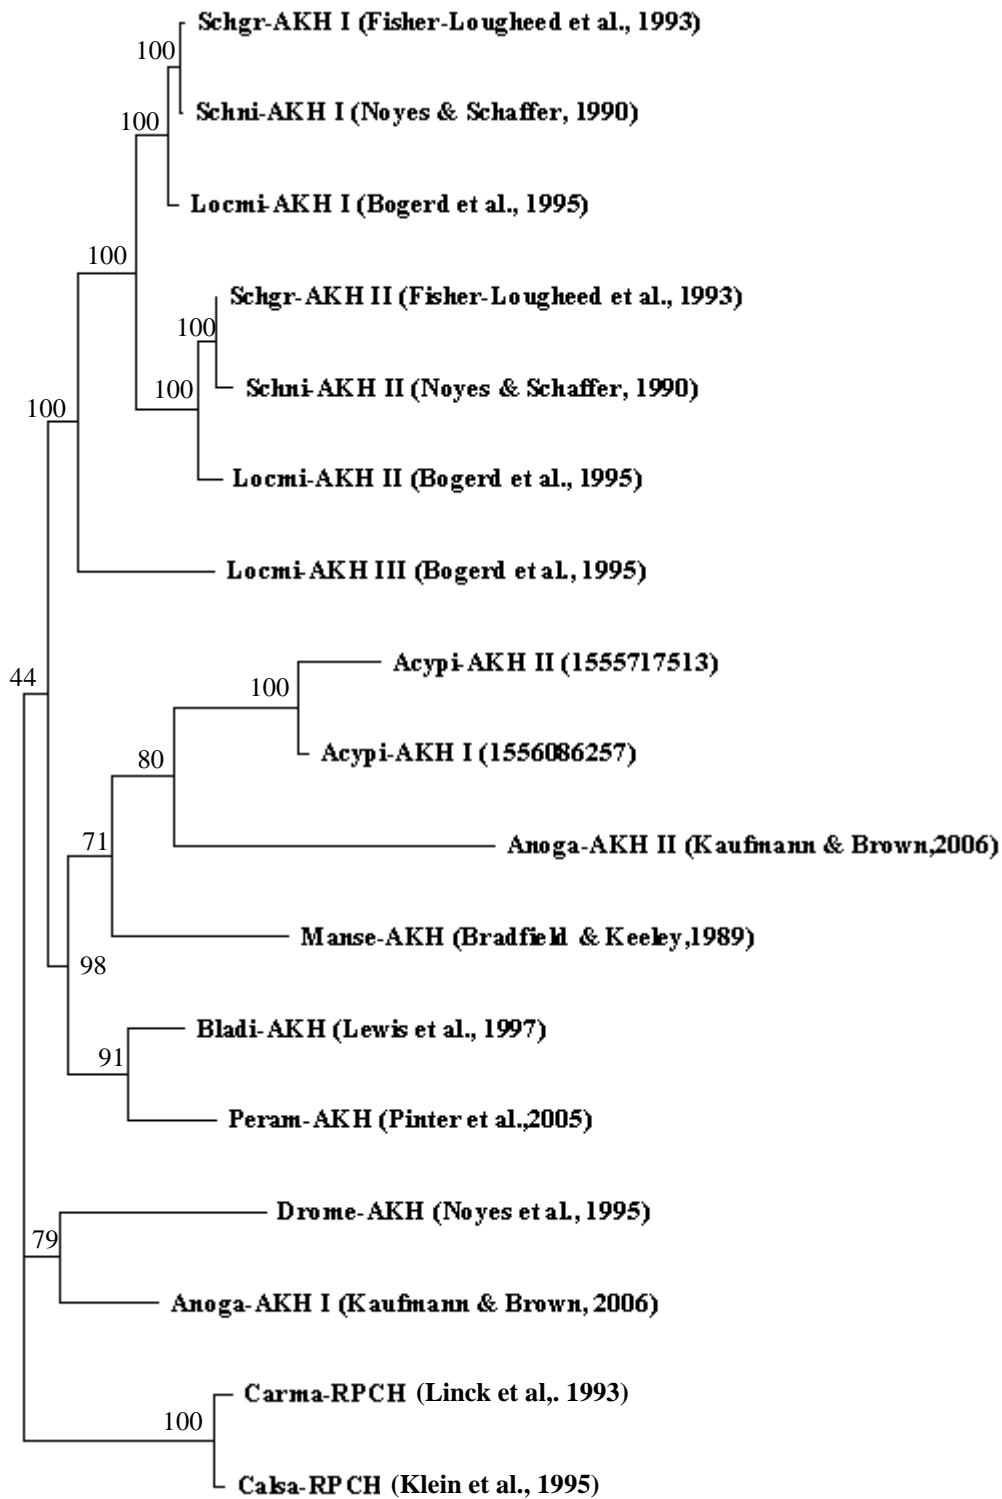 Schgr-AKH I (Fisher-Lougheed et al., 1993)
100
Schni-AKH I (Noyes & Schaffer, 1990)
100
Locmi-AKH I (Bogerd et al., 1995)
100
Schgr-AKH II (Fisher-Lougheed et al., 1993)
100
Schni-AKH II (Noyes & Schaffer, 1990)
100
100
Locmi-AKH II (Bogerd et al., 1995)
Locmi-AKH III (Bogerd et al., 1995)
Acypi-AKH II (1555717513)
44
100
Acypi-AKH I (1556086257)
80
71
Anoga-AKH II (Kaufmann & Brown,2006)
Manse-AKH (Bradfield & Keeley,1989)
98
Bladi-AKH (Lewis et al., 1997)
91
Peram-AKH (Pinter et al.,2005)
Drome-AKH (Noyes et al., 1995)
79
Anoga-AKH I (Kaufmann & Brown, 2006)
Carma-RPCH (Linck et al,. 1993)
100
Calsa-RPCH (Klein et al., 1995)